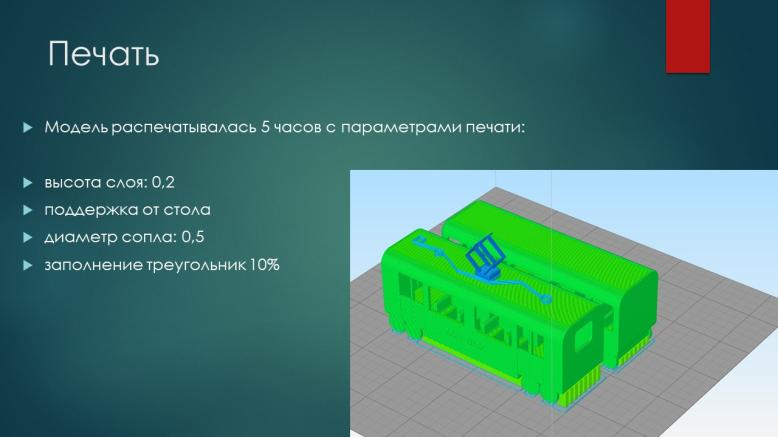 Печать
Модель распечатывалась 5 часов с параметрами печати:
высота слоя: 0,2
поддержка от стола
диаметр сопла: 0,5
заполнение треугольник 10%